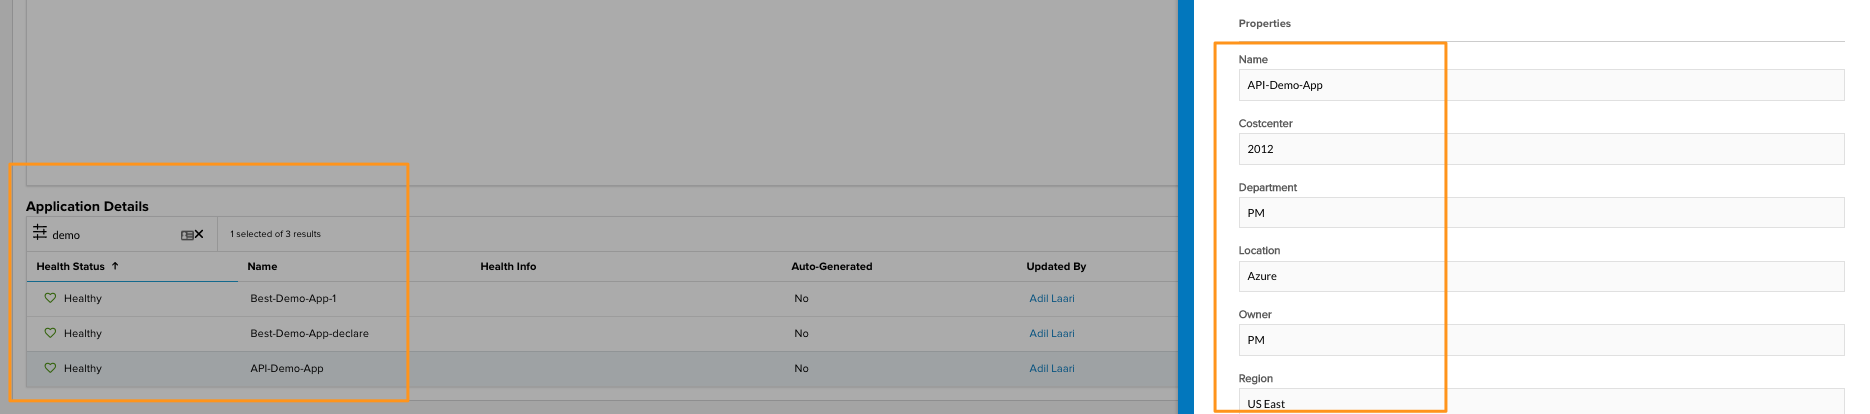 Application Details
demo
1 selected of 3 results
Health Status ↑ Name Health Info Auto-Generated Updated By
Healthy Best-Demo-App-1 No Adil Laari
Healthy Best-Demo-App-declare No Adil Laari
Healthy API-Demo-App No Adil Laari
Properties
Name
API-Demo-App
Costcenter
2012
Department
PM
Location
Azure
Owner
PM
Region
US East